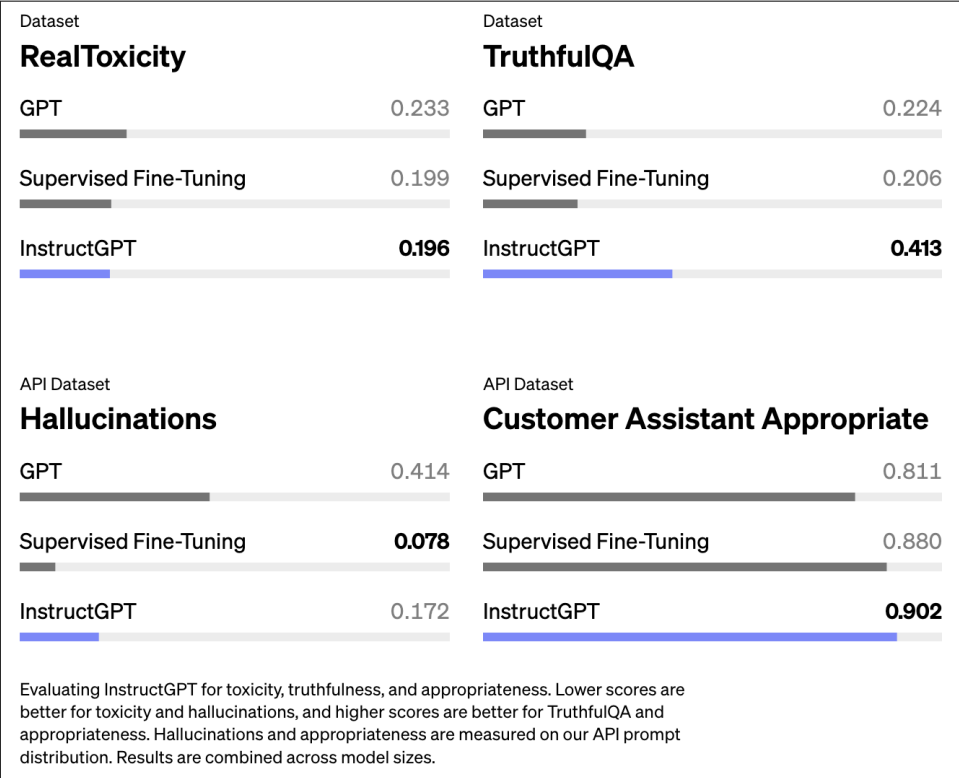 Dataset
RealToxicity
GPT 0.233
Supervised Fine-Tuning 0.199
InstructGPT 0.196
Dataset
TruthfulQA
GPT 0.224
Supervised Fine-Tuning 0.206
InstructGPT 0.413
API Dataset
Hallucinations
GPT 0.414
Supervised Fine-Tuning 0.078
InstructGPT 0.172
API Dataset
Customer Assistant Appropriate
GPT 0.811
Supervised Fine-Tuning 0.880
InstructGPT 0.902
Evaluating InstructGPT for toxicity, truthfulness, and appropriateness. Lower scores are
better for toxicity and hallucinations, and higher scores are better for TruthfulQA and
appropriateness. Hallucinations and appropriateness are measured on our API prompt
distribution. Results are combined across model sizes.